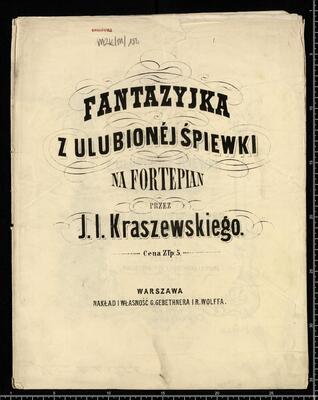 FANTAZYJKA
Z ULUBIONÉJ ŚPIEWKI
NA FORTEPIAN
PRZEZ
J. I. Kraszewskiego.
Cena Złp: 5.
WARSZAWA
NAKŁAD I WŁASNOŚĆ G. GEBETHNERA I R. WOLFFA.